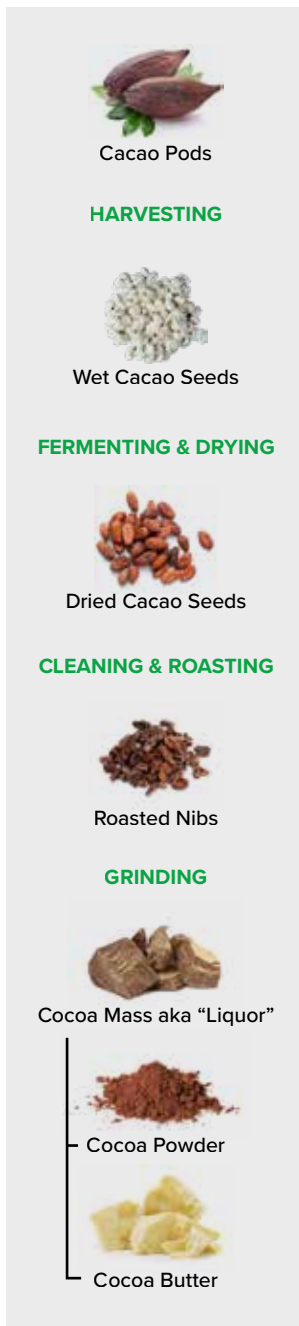 Cacao Pods
HARVESTING
Wet Cacao Seeds
FERMENTING & DRYING
Dried Cacao Seeds
CLEANING & ROASTING
Roasted Nibs
GRINDING
Cocoa Mass aka “Liquor”
Cocoa Powder
Cocoa Butter